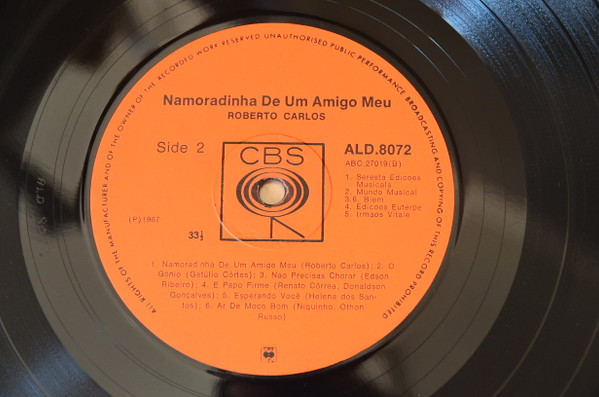 ALL RIGHTS OF THE MANUFACTURER AND OF THE OWNER OF THE RECORDED WORK RESERVED UNAUTHORISED PUBLIC PERFORMANCE BROADCASTING AND COPYING OF THIS RECORD PROHIBITED
Namoradinha De Um Amigo Meu
ROBERTO CARLOS
Side 2
CBS
ALD.8072
ABC.27019(B)
1. Seresta Edicoes
Musicals
2. Mundo Musical
3.6. Biem
4. Edicoes Euterpe
5. Irmaos Vitale
(P)1967
33⅓
1. Namoradinha De Um Amigo Meu (Roberto Carlos); 2. O
Gênio (Getúlio Côrtes); 3. Nao Precisas Chorar (Edson
Ribeiro); 4. E Papo Firme (Renato Côrrea, Donaldson
Gonçalves); 5. Esperando Você (Helena dos San-
tos); 6. Ar De Moco Bom (Niquinho, Othon
Russo)